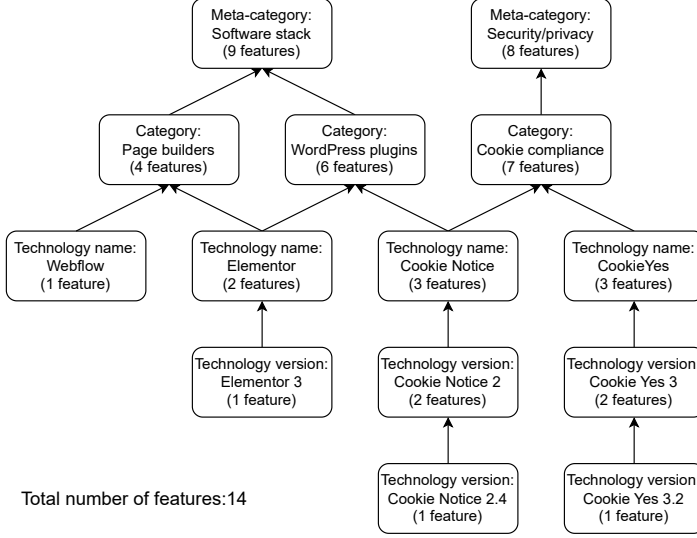 Meta-category:
Software stack
(9 features)
Meta-category:
Security/privacy
(8 features)
Category:
Page builders
(4 features)
Category:
WordPress plugins
(6 features)
Category:
Cookie compliance
(7 features)
Technology name:
Webflow
(1 feature)
Technology name:
Elementor
(2 features)
Technology name:
Cookie Notice
(3 features)
Technology name:
CookieYes
(3 features)
Technology version:
Elementor 3
(1 feature)
Technology version:
Cookie Notice 2
(2 features)
Technology version
Cookie Yes 3
(2 features)
Technology version:
Cookie Notice 2.4
(1 feature)
Technology version
Cookie Yes 3.2
(1 feature)
Total number of features:14